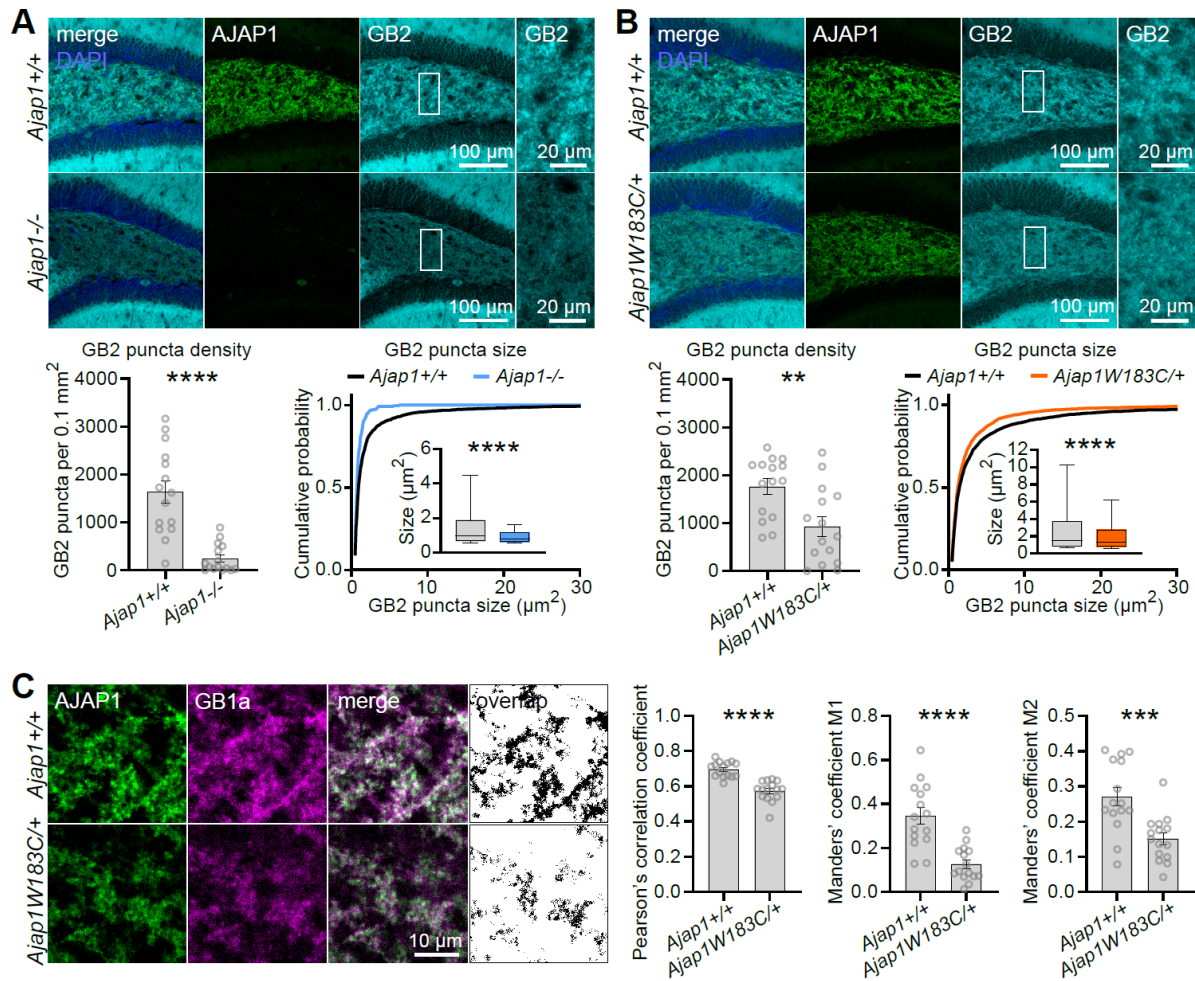 A
merge
DAPI
AJAP1
GB2
GB2
Ajap1+/+
100 µm
20 µm
Ajap1-/-
100 µm
20 µm
GB2 puncta density
GB2 puncta per 0.1 mm²
4000
3000
2000
1000
0
****
Ajap1+/+
Ajap1-/-
GB2 puncta size
Ajap1+/+
Ajap1-/-
Cumulative probability
1.0
0.5
0.0
0
10
20
30
GB2 puncta size (µm²)
Size (µm²)
6
4
2
0
****
B
merge
DAPI
AJAP1
GB2
GB2
Ajap1+/+
100 µm
20 µm
Ajap1W183C/+
100 µm
20 µm
GB2 puncta density
GB2 puncta per 0.1 mm²
4000
3000
2000
1000
0
**
Ajap1+/+
Ajap1W183C/+
GB2 puncta size
Ajap1+/+
Ajap1W183C/+
Cumulative probability
1.0
0.5
0.0
0
10
20
30
GB2 puncta size (µm²)
Size (µm²)
12
10
8
6
4
2
0
****
C
AJAP1
GB1a
merge
overlap
Ajap1+/+
Ajap1W183C/+
10 µm
Pearson's correlation coefficient
1.0
0.8
0.6
0.4
0.2
0.0
****
Ajap1+/+
Ajap1W183C/+
Manders' coefficient M1
0.8
0.6
0.4
0.2
0.0
****
Ajap1+/+
Ajap1W183C/+
Manders' coefficient M2
0.5
0.4
0.3
0.2
0.1
0.0
***
Ajap1+/+
Ajap1W183C/+